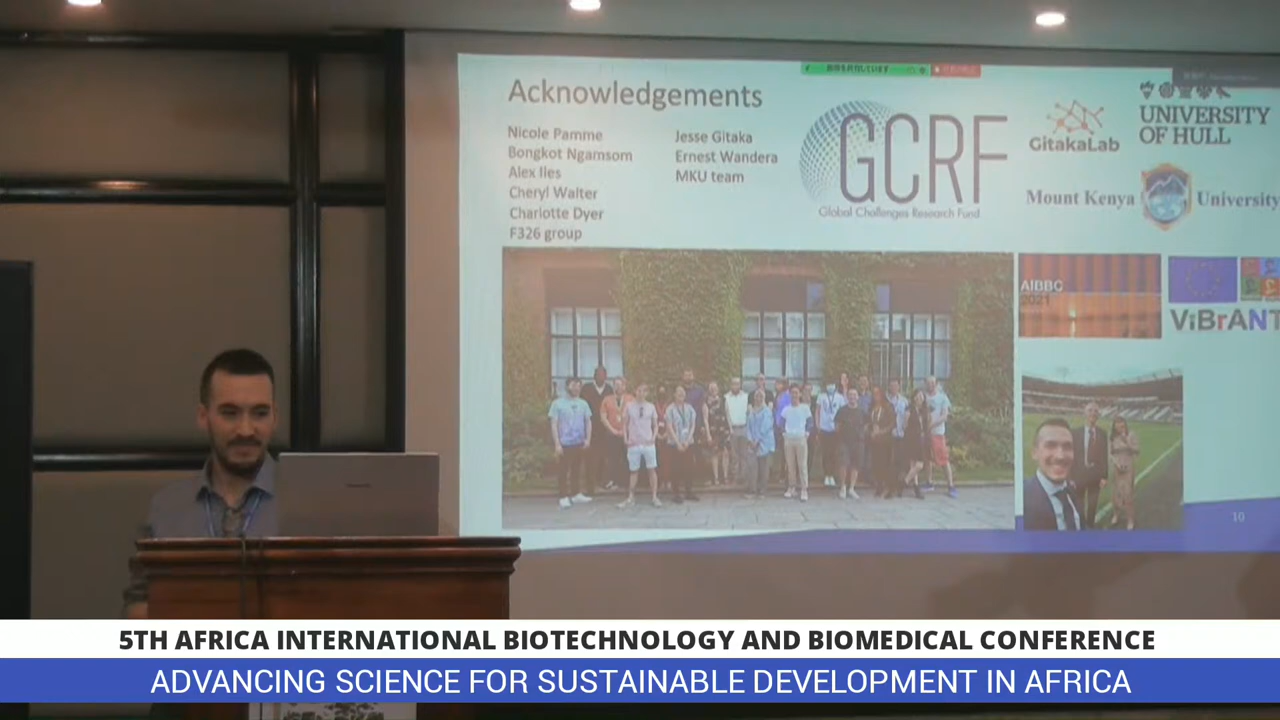 Acknowledgements
Nicole Pamme
Bongkot Ngamsom
Alex Iles
Cheryl Walter
Charlotte Dyer
F326 group
Jesse Gitaka
Ernest Wandera
MKU team
GCRF
Global Challenges Research Fund
GitakaLab
UNIVERSITY
OF HULL
Mount Kenya University
AIBBC
2021
ViBrANT
10
5TH AFRICA INTERNATIONAL BIOTECHNOLOGY AND BIOMEDICAL CONFERENCE
ADVANCING SCIENCE FOR SUSTAINABLE DEVELOPMENT IN AFRICA